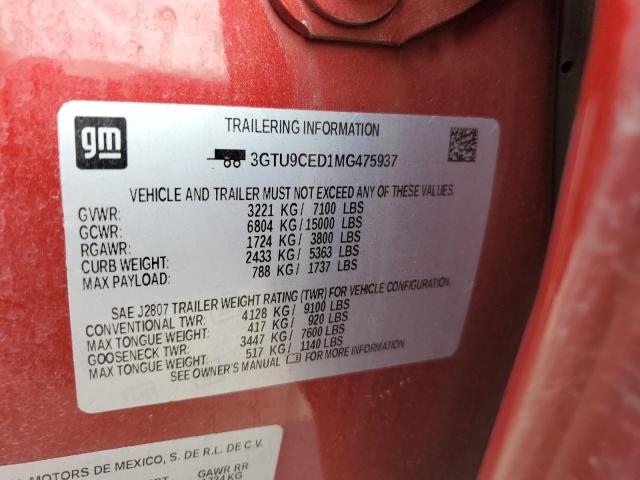 gm
TRAILERING INFORMATION
3GTU9CED1MG475937
VEHICLE AND TRAILER MUST NOT EXCEED ANY OF THESE VALUES.
GVWR: 3221 KG/ 7100 LBS
GCWR: 6804 KG/15000 LBS
RGAWR: 1724 KG/ 3800 LBS
CURB WEIGHT: 2433 KG/ 5363 LBS
MAX PAYLOAD: 788 KG/ 1737 LBS
SAE J2807 TRAILER WEIGHT RATING (TWR) FOR VEHICLE CONFIGURATION.
CONVENTIONAL TWR: 4128 KG/ 9100 LBS
MAX TONGUE WEIGHT: 417 KG/ 920 LBS
GOOSENECK TWR: 3447 KG/ 7600 LBS
MAX TONGUE WEIGHT: 517 KG/ 1140 LBS
SEE OWNER'S MANUAL FOR MORE INFORMATION
MOTORS DE MEXICO, S. DE R.L. DE C.V.
GAWR RR